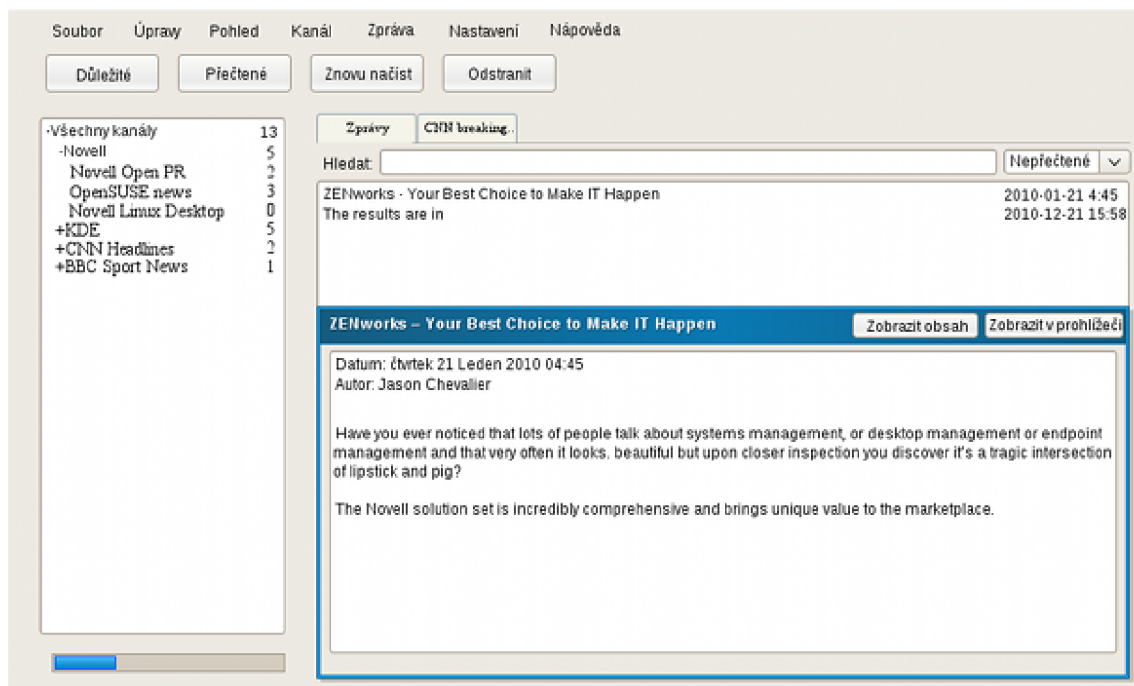 Soubor Úpravy Pohled Kanál Zpráva Nastavení Nápověda
Důležité Přečtené Znovu načíst Odstranit
-Všechny kanály 13
-Novell 5
Novell Open PR 2
OpenSUSE news 3
Novell Linux Desktop 0
+KDE 5
+CNN Headlines 2
+BBC Sport News 1
Zprávy CNN breaking..
Hledat: Nepřečtené
ZENworks - Your Best Choice to Make IT Happen 2010-01-21 4:45
The results are in 2010-12-21 15:58
ZENworks – Your Best Choice to Make IT Happen Zobrazit obsah Zobrazit v prohlížeči
Datum: čtvrtek 21 Leden 2010 04:45
Autor: Jason Chevalier
Have you ever noticed that lots of people talk about systems management, or desktop management or endpoint
management and that very often it looks. beautiful but upon closer inspection you discover it's a tragic intersection
of lipstick and pig?
The Novell solution set is incredibly comprehensive and brings unique value to the marketplace.